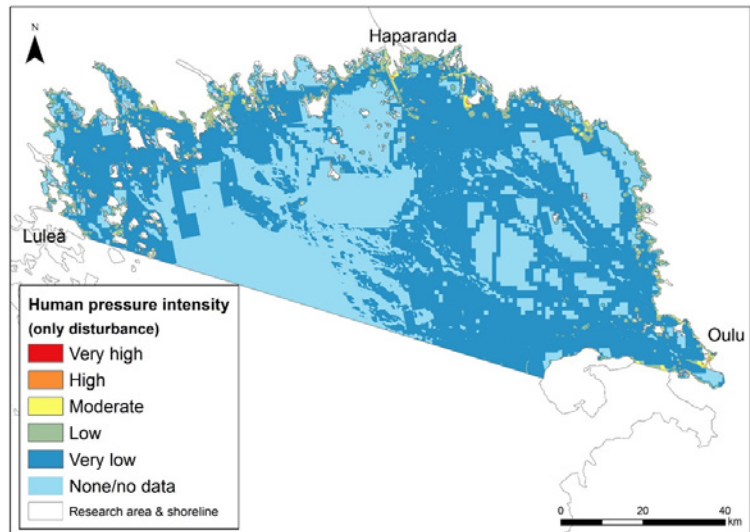 N
Haparanda
Luleå
Oulu
Human pressure intensity
(only disturbance)
Very high
High
Moderate
Low
Very low
None/no data
Research area & shoreline
0 10 20 40
km